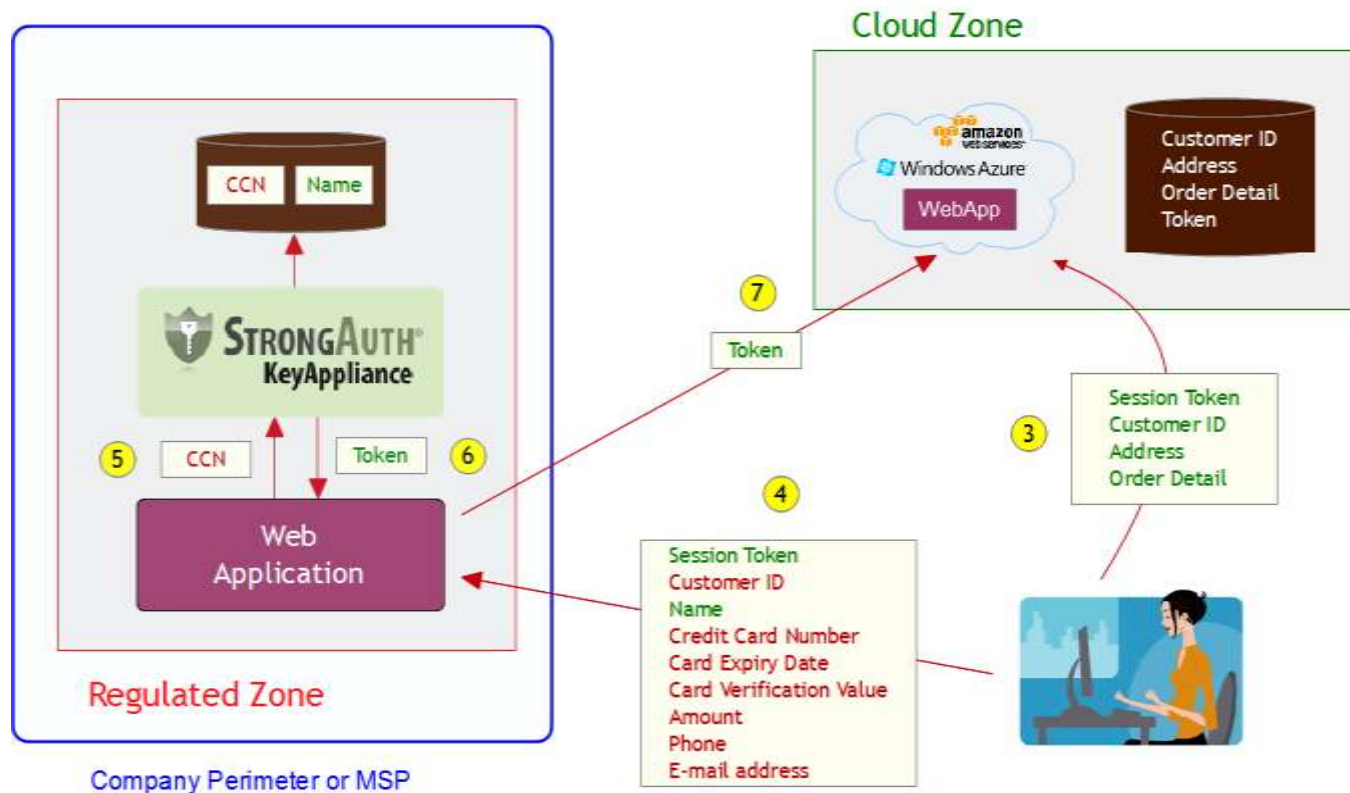 Cloud Zone
amazon
webservices™
Windows Azure
WebApp
Customer ID
Address
Order Detail
Token
CCN
Name
STRONGAUTH®
KeyAppliance
7
Token
5
CCN
Token
6
3
Session Token
Customer ID
Address
Order Detail
4
Web
Application
Session Token
Customer ID
Name
Credit Card Number
Card Expiry Date
Card Verification Value
Amount
Phone
E-mail address
Regulated Zone
Company Perimeter or MSP